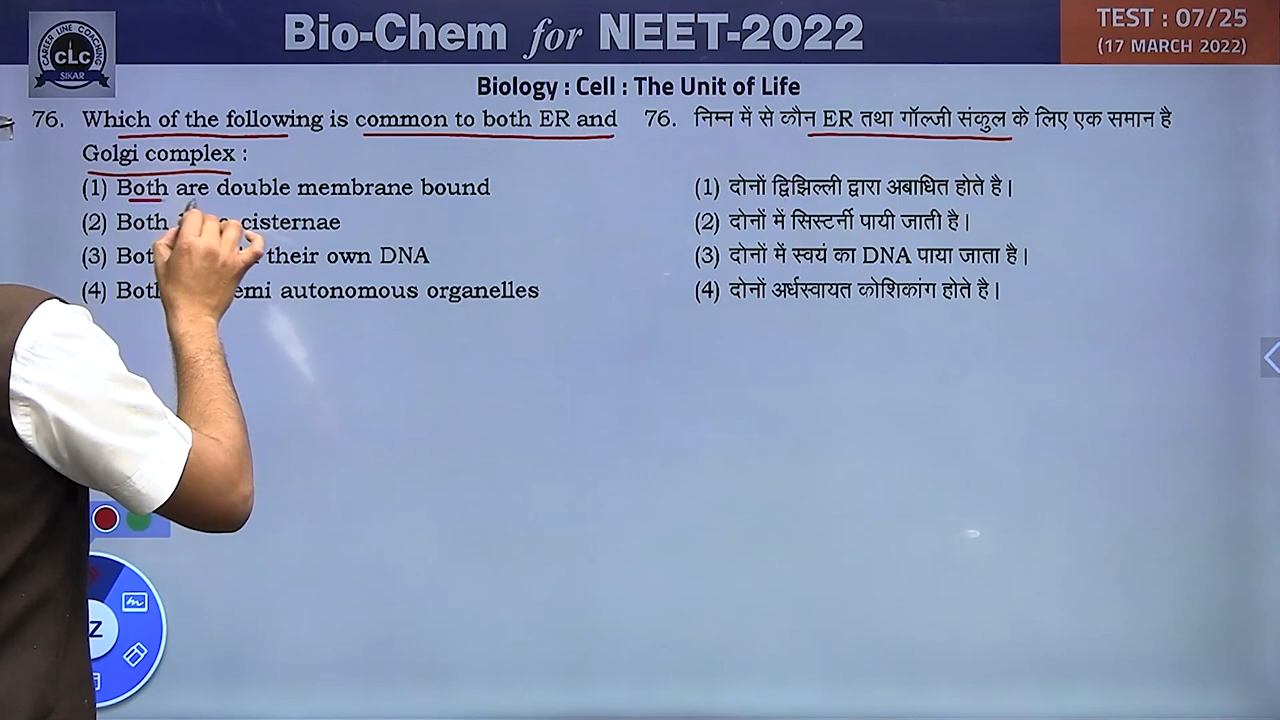 CAREER LINE COACHING
CLC
SIKAR
Bio-Chem for NEET-2022
TEST : 07/25
(17 MARCH 2022)
Biology : Cell : The Unit of Life
76. Which of the following is common to both ER and
Golgi complex :
(1) Both are double membrane bound
(2) Both cisternae
(3) their own DNA
(4) Both autonomous organelles
76. निम्न में से कौन ER तथा गॉल्जी संकुल के लिए एक समान है
(1) दोनों द्विझिल्ली द्वारा अबाधित होते है।
(2) दोनों में सिस्टर्नी पायी जाती है।
(3) दोनों में स्वयं का DNA पाया जाता है।
(4) दोनों अर्धस्वायत कोशिकांग होते है।
Z